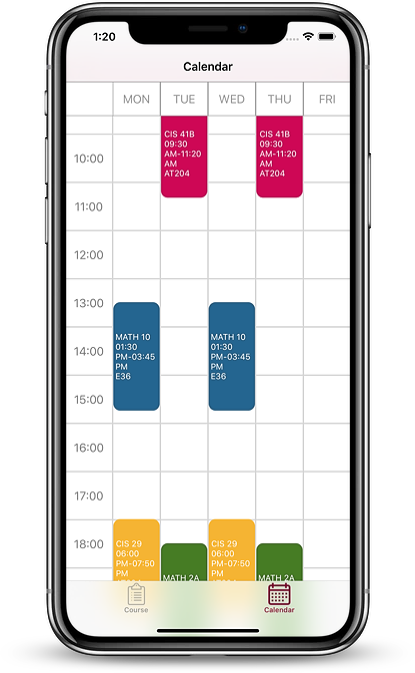 1:20
Calendar
MON TUE WED THU FRI
CIS 41B
09:30
AM-11:20
AM
AT204
CIS 41B
09:30
AM-11:20
AM
AT204
10:00
11:00
12:00
13:00
MATH 10
01:30
PM-03:45
PM
E36
MATH 10
01:30
PM-03:45
PM
E36
14:00
15:00
16:00
17:00
18:00
CIS 29
06:00
PM-07:50
PM
MATH 2A
CIS 29
06:00
PM-07:50
PM
MATH 2A
Course
Calendar